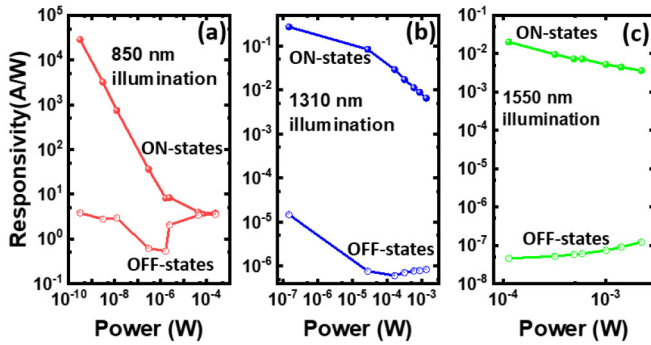 (a)
850 nm
illumination
ON-states
OFF-states
Responsivity(A/W)
10^5
10^4
10^3
10^2
10^1
10^0
10^-1
10^-10
10^-8
10^-6
10^-4
10^-2
Power (W)
(b)
ON-states
1310 nm
illumination
OFF-states
10^-1
10^-2
10^-3
10^-4
10^-5
10^-6
10^-7
10^-6
10^-5
10^-4
10^-3
Power (W)
(c)
ON-states
1550 nm
illumination
OFF-states
10^-1
10^-2
10^-3
10^-4
10^-5
10^-6
10^-7
10^-8
10^-4
10^-3
Power (W)